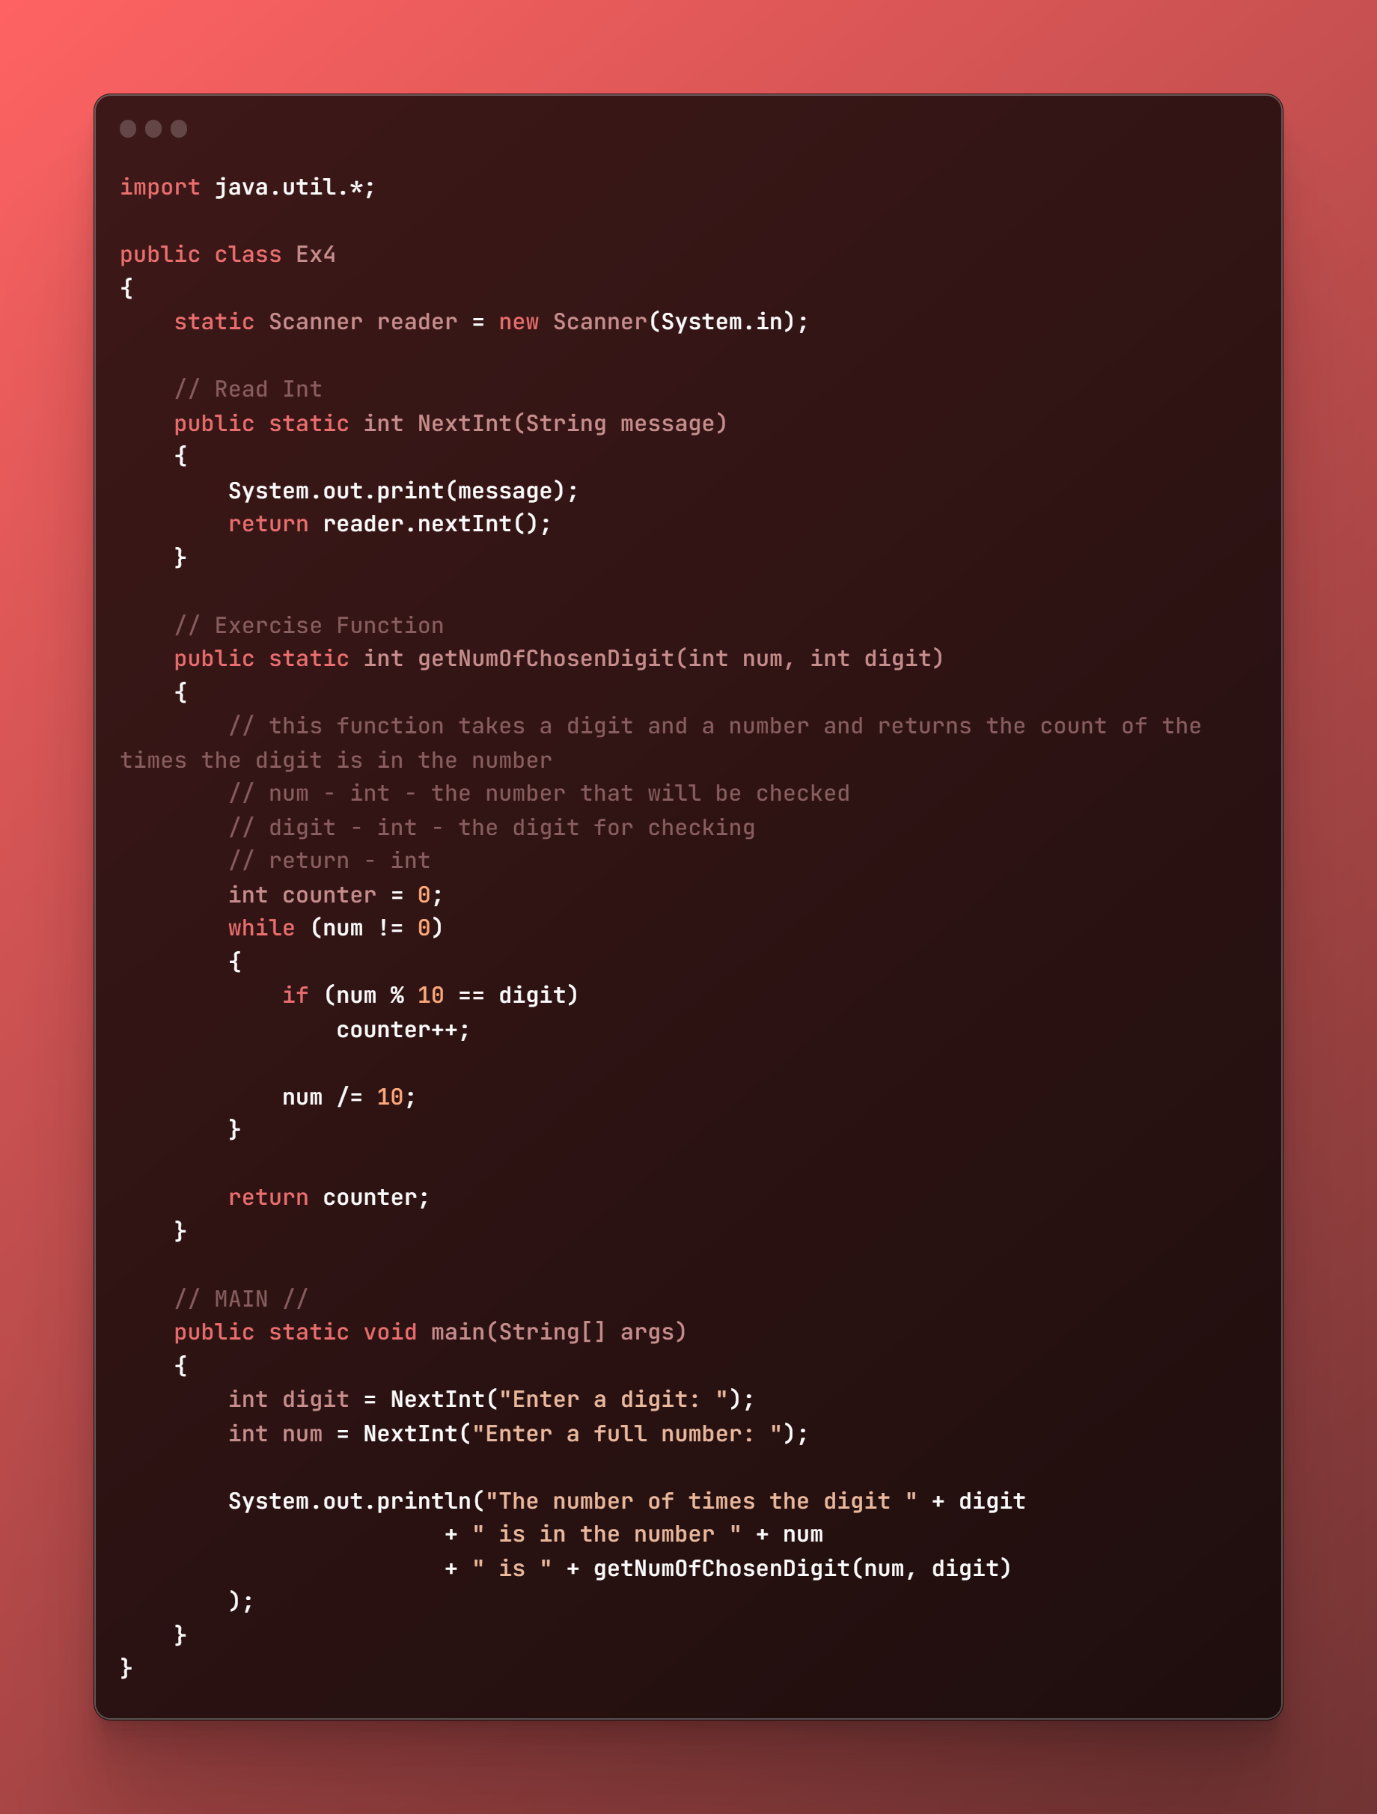 import java.util.*;

public class Ex4
{
    static Scanner reader = new Scanner(System.in);

    // Read Int
    public static int NextInt(String message)
    {
        System.out.print(message);
        return reader.nextInt();
    }

    // Exercise Function
    public static int getNumOfChosenDigit(int num, int digit)
    {
        // this function takes a digit and a number and returns the count of the
times the digit is in the number
        // num - int - the number that will be checked
        // digit - int - the digit for checking
        // return - int
        int counter = 0;
        while (num != 0)
        {
            if (num % 10 == digit)
                counter++;

            num /= 10;
        }

        return counter;
    }

    // MAIN //
    public static void main(String[] args)
    {
        int digit = NextInt("Enter a digit: ");
        int num = NextInt("Enter a full number: ");

        System.out.println("The number of times the digit " + digit
                        + " is in the number " + num
                        + " is " + getNumOfChosenDigit(num, digit)
        );
    }
}